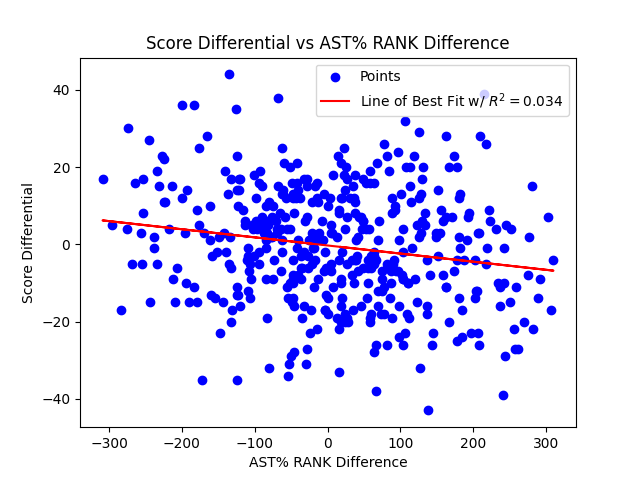 Score Differential vs AST% RANK Difference
Points
Line of Best Fit w/ R² = 0.034
Score Differential
40
20
0
−20
−40
−300 −200 −100 0 100 200 300
AST% RANK Difference